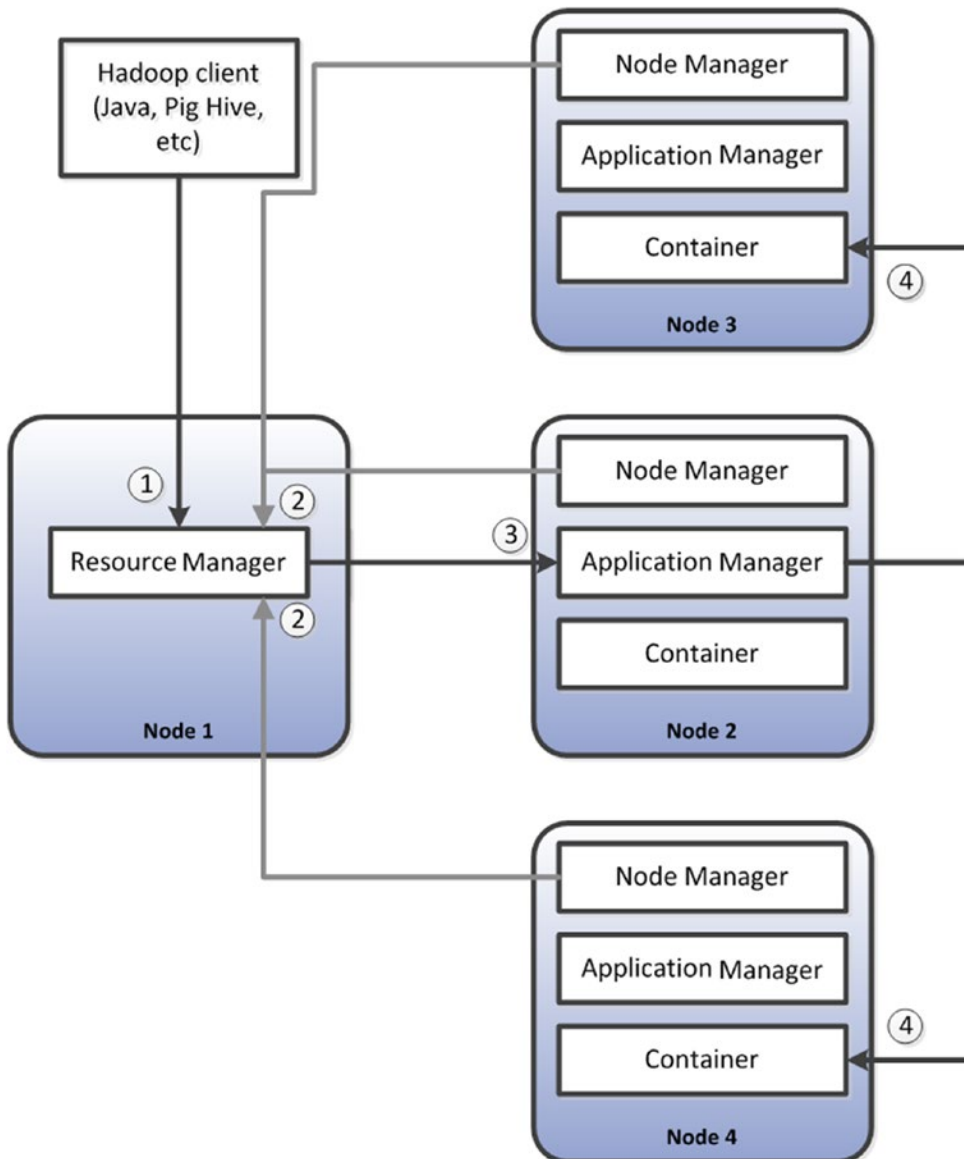 Hadoop client
(Java, Pig Hive,
etc)
1
2
Resource Manager
2
Node 1
Node Manager
Application Manager
Container
4
Node 3
Node Manager
3
Application Manager
Container
Node 2
Node Manager
Application Manager
4
Container
Node 4